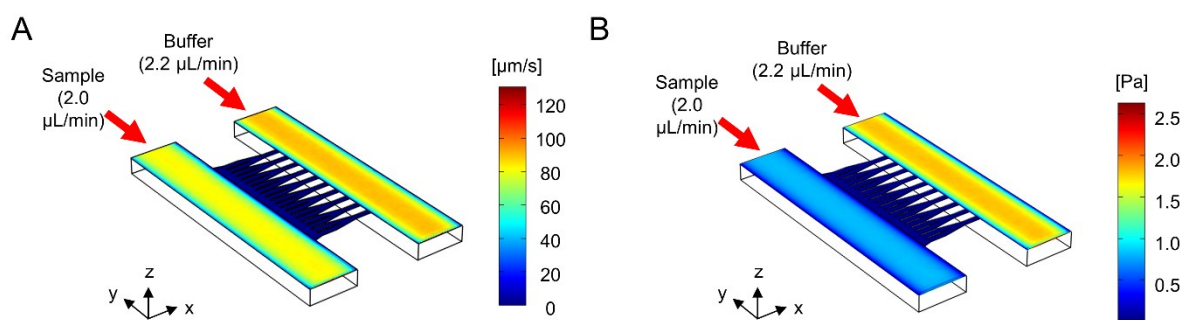 A
Buffer
(2.2 µL/min)
Sample
(2.0
µL/min)
[µm/s]
120
100
80
60
40
20
0
z
y
x
B
Buffer
2.2 µL/min)
Sample
(2.0
µL/min)
[Pa]
2.5
2.0
1.5
1.0
0.5
z
y
x